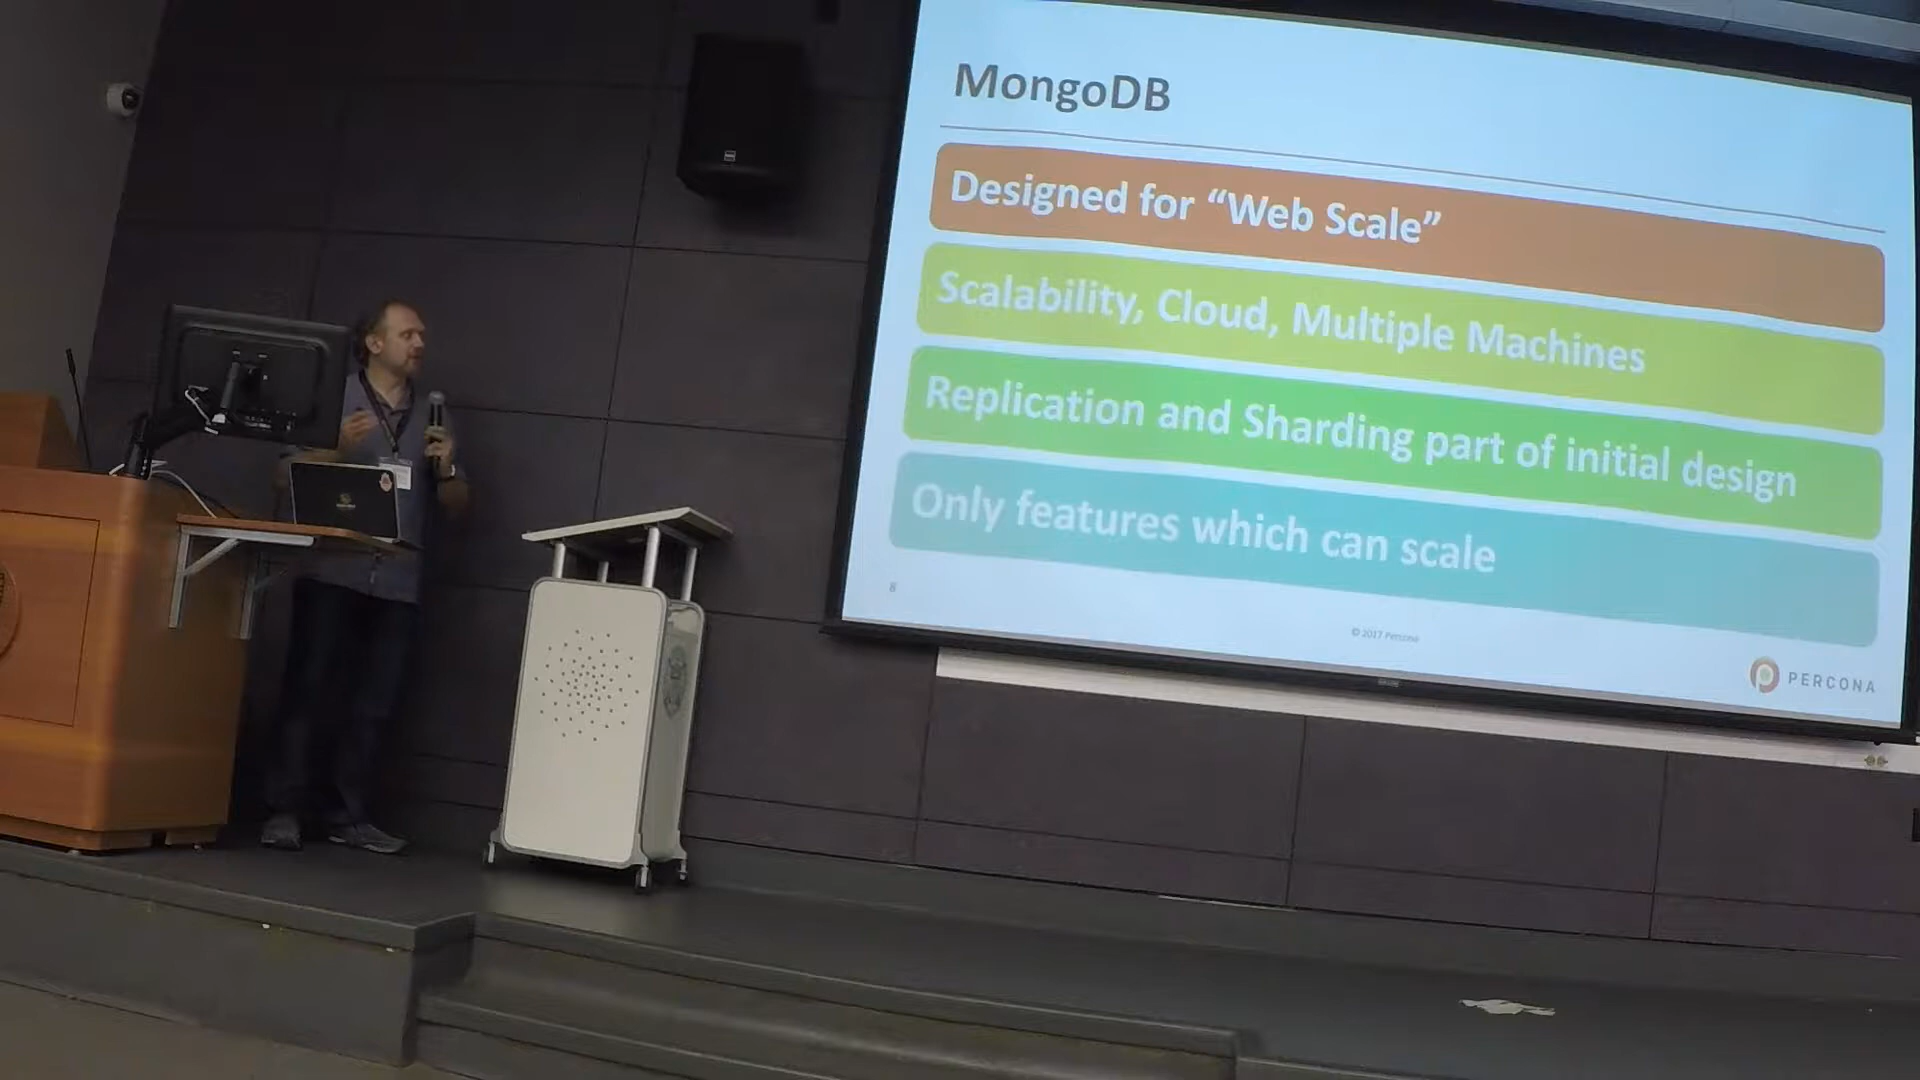 MongoDB
Designed for “Web Scale”
Scalability, Cloud, Multiple Machines
Replication and Sharding part of initial design
Only features which can scale
8
© 2017 Percona
PERCONA